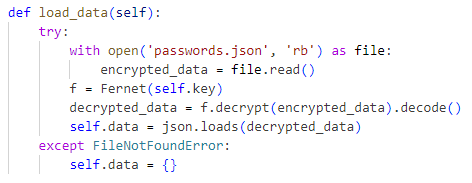 def load_data(self):
    try:
        with open('passwords.json', 'rb') as file:
            encrypted_data = file.read()
        f = Fernet(self.key)
        decrypted_data = f.decrypt(encrypted_data).decode()
        self.data = json.loads(decrypted_data)
    except FileNotFoundError:
        self.data = {}